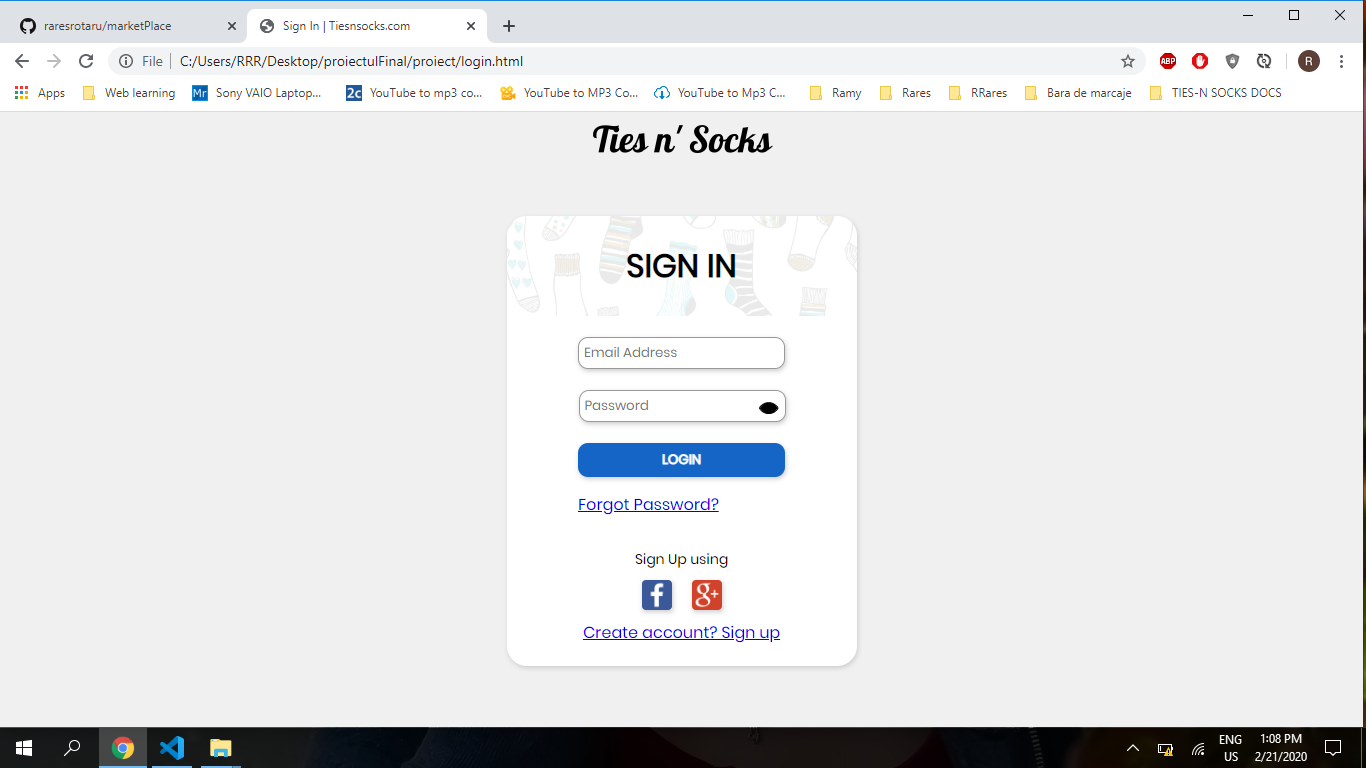 raresrotaru/marketPlace
Sign In | Tiesnsocks.com
File C:/Users/RRR/Desktop/proiectulFinal/proiect/login.html
ABP
R
Apps Web learning Mr Sony VAIO Laptop... 2c YouTube to mp3 co... YouTube to MP3 Co... YouTube to Mp3 C... Ramy Rares RRares Bara de marcaje TIES-N SOCKS DOCS
Ties n' Socks
SIGN IN
Email Address
Password
LOGIN
Forgot Password?
Sign Up using
f g+
Create account? Sign up
ENG 1:08 PM
US 2/21/2020